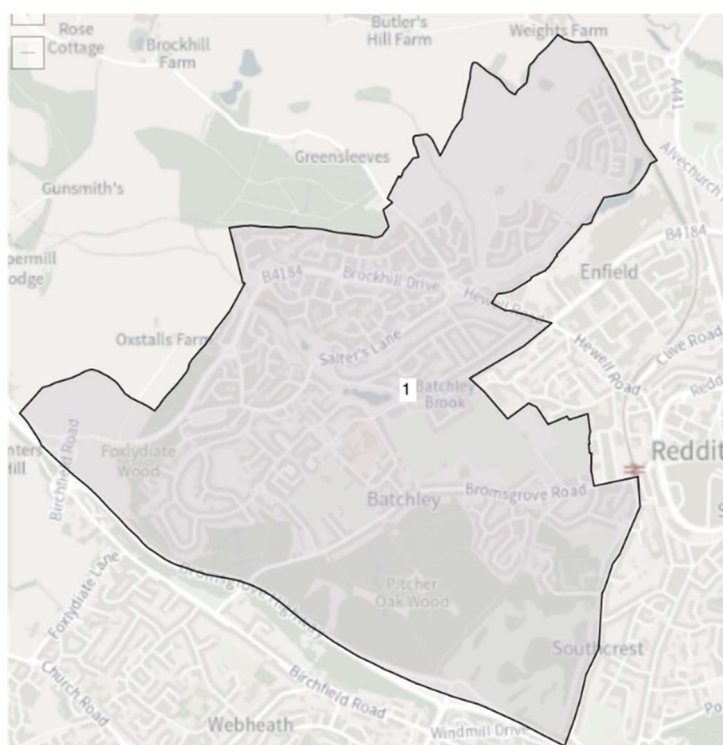 Rose
Cottage
Brockhill
Farm
Butler's
Hill Farm
Weights Farm
A441
Alvechurch
Greensleeves
Gunsmith's
B4184
Enfield
B4184
Brockhill Drive
Hewell Road
Oxstalls Farm
Salter's Lane
Hewell Road
Clive Road
Redd
1
Batchley
Brook
Birchfield Road
Foxlydiate
Wood
Reddit
Batchley
Bromsgrove Road
Bromsgrove Highway
Pitcher
Oak Wood
Foxlydiate Lane
Southcrest
Church Road
Birchfield Road
Webheath
Windmill Drive